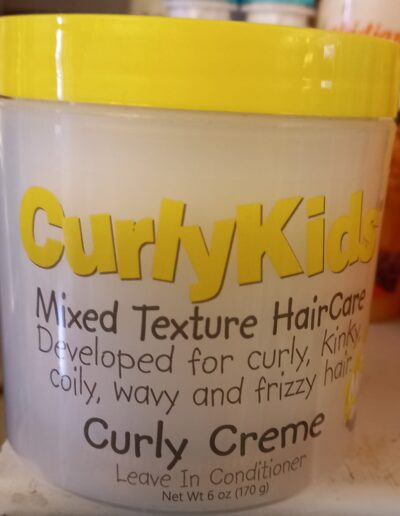 CurlyKids
Mixed Texture HairCare
Developed for curly, kinky,
coily, wavy and frizzy hair.
Curly Creme
Leave In Conditioner
Net Wt 6 oz (170 g)